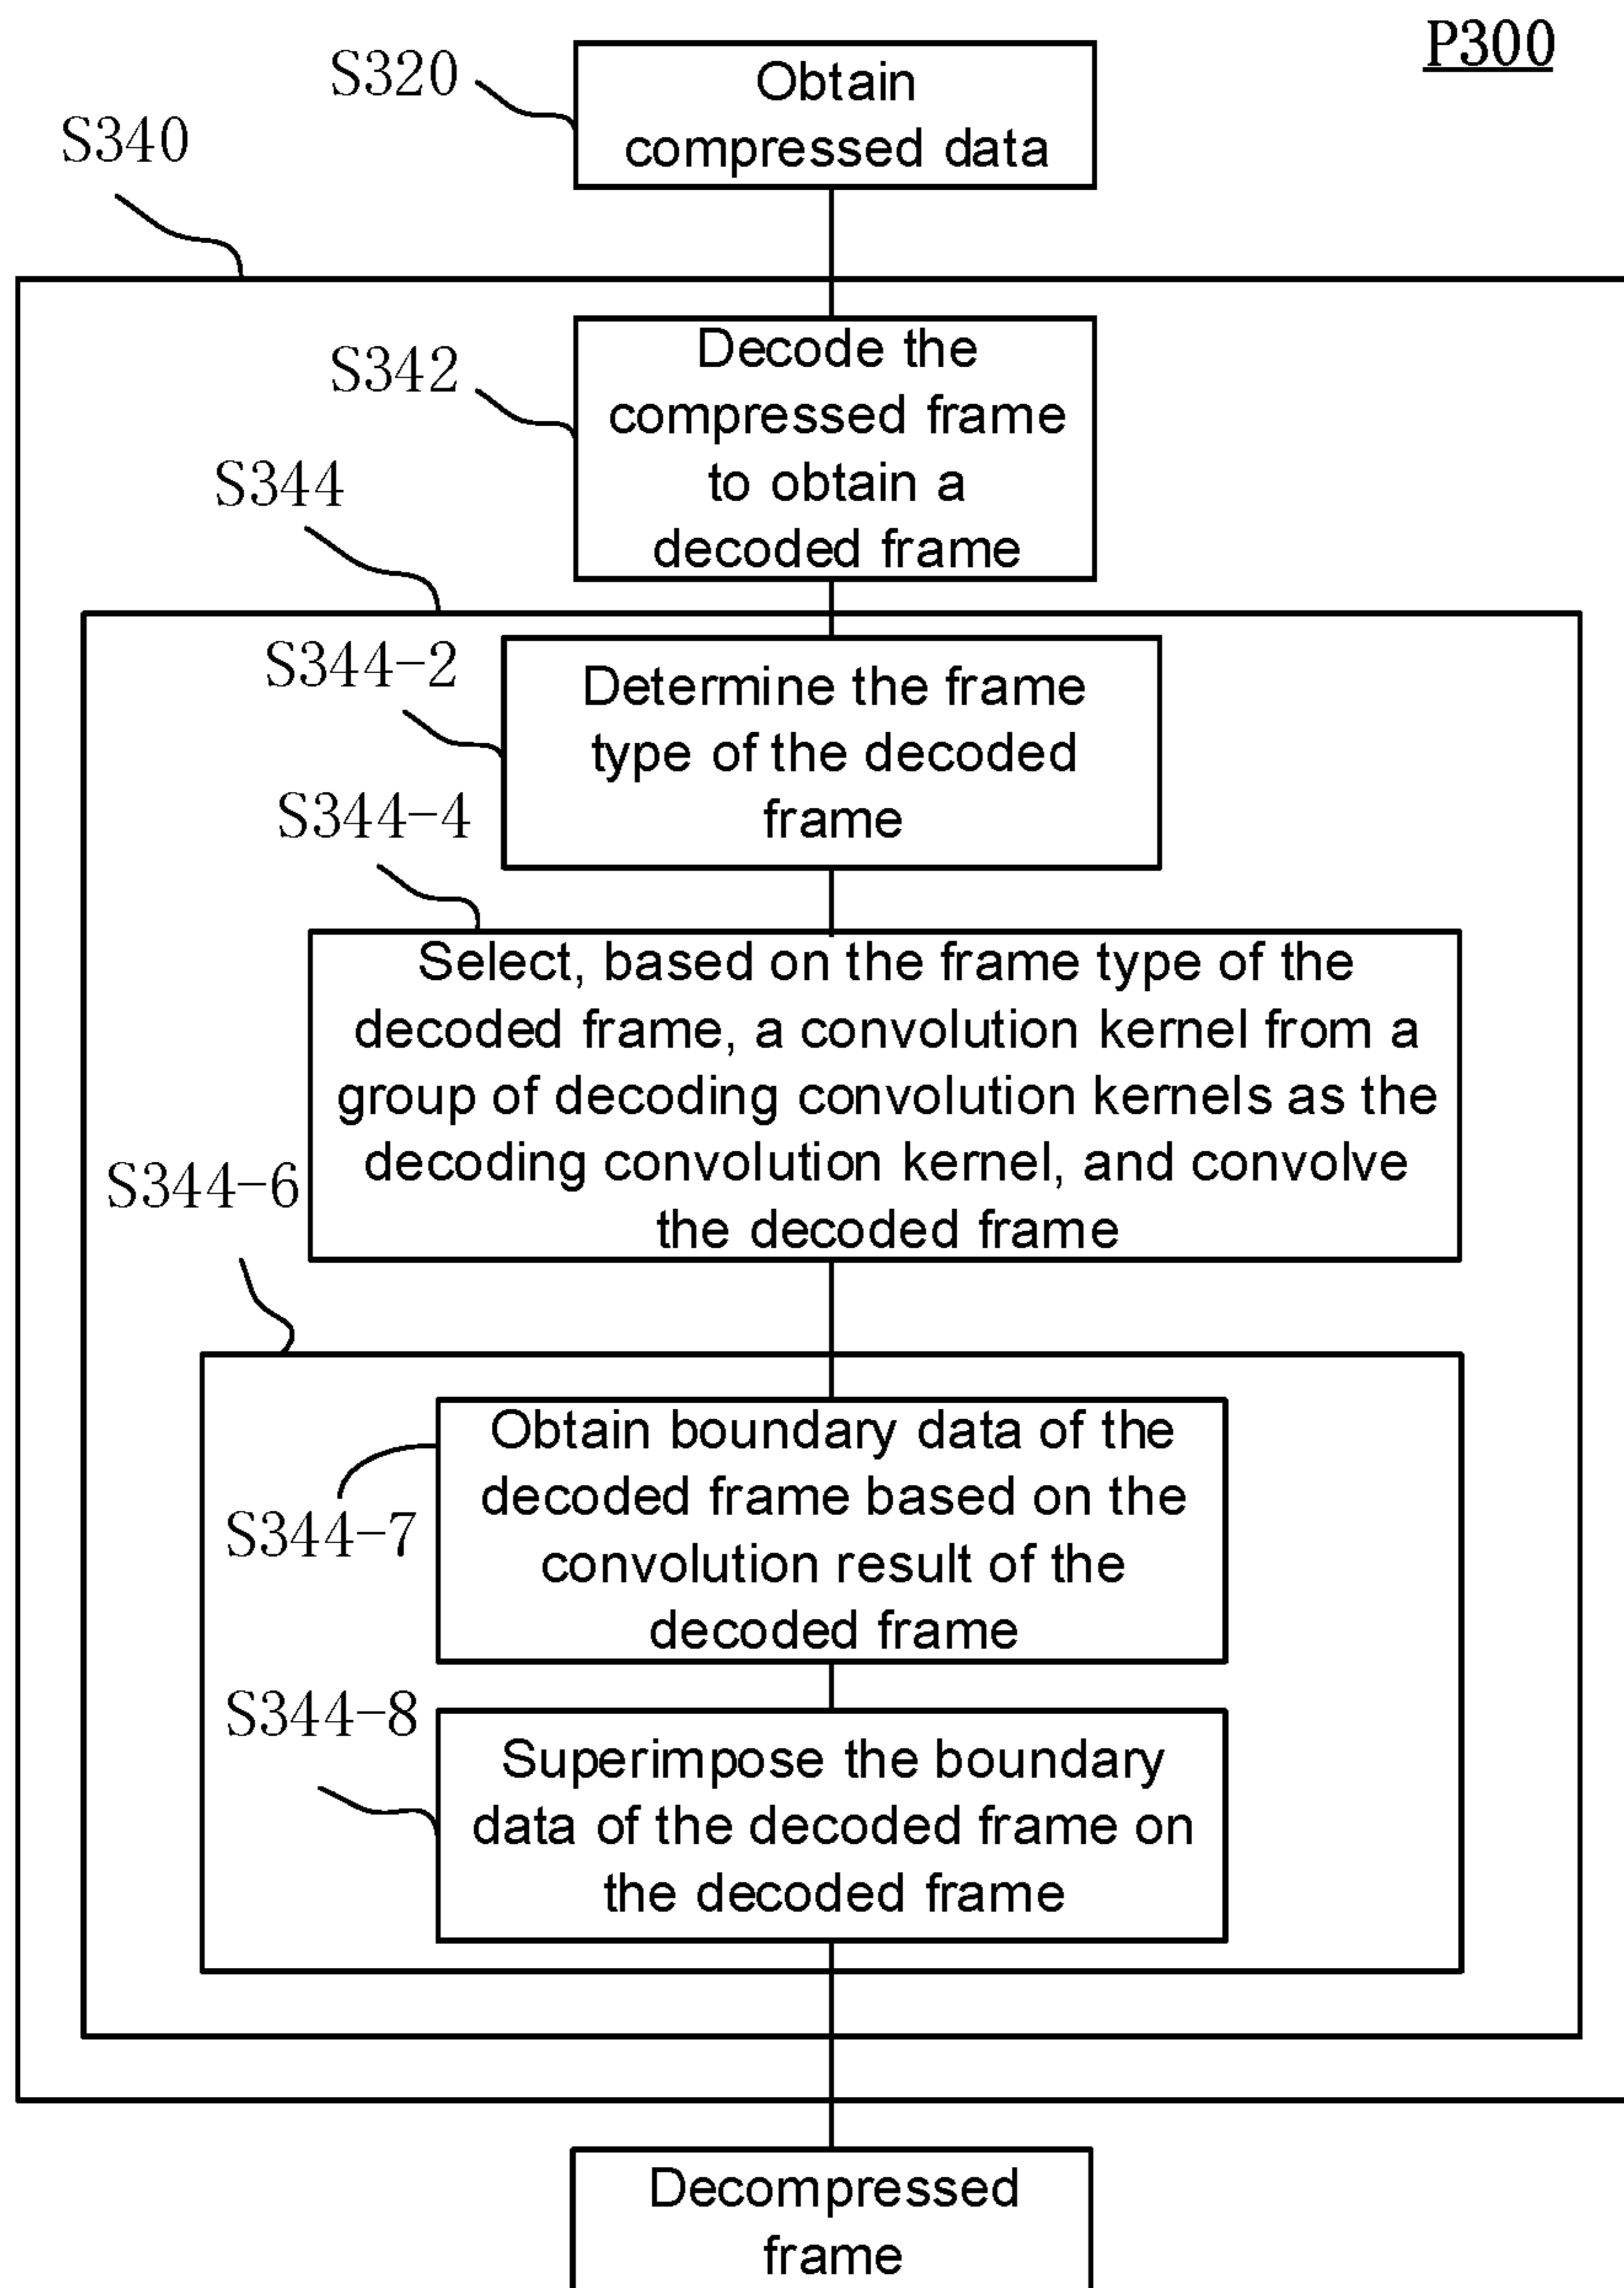 P300
S320
Obtain
compressed data
S340
S342
Decode the
compressed frame
to obtain a
decoded frame
S344
S344-2
Determine the frame
type of the decoded
frame
S344-4
Select, based on the frame type of the
decoded frame, a convolution kernel from a
group of decoding convolution kernels as the
decoding convolution kernel, and convolve
the decoded frame
S344-6
Obtain boundary data of the
decoded frame based on the
convolution result of the
decoded frame
S344-7
S344-8
Superimpose the boundary
data of the decoded frame on
the decoded frame
Decompressed
frame